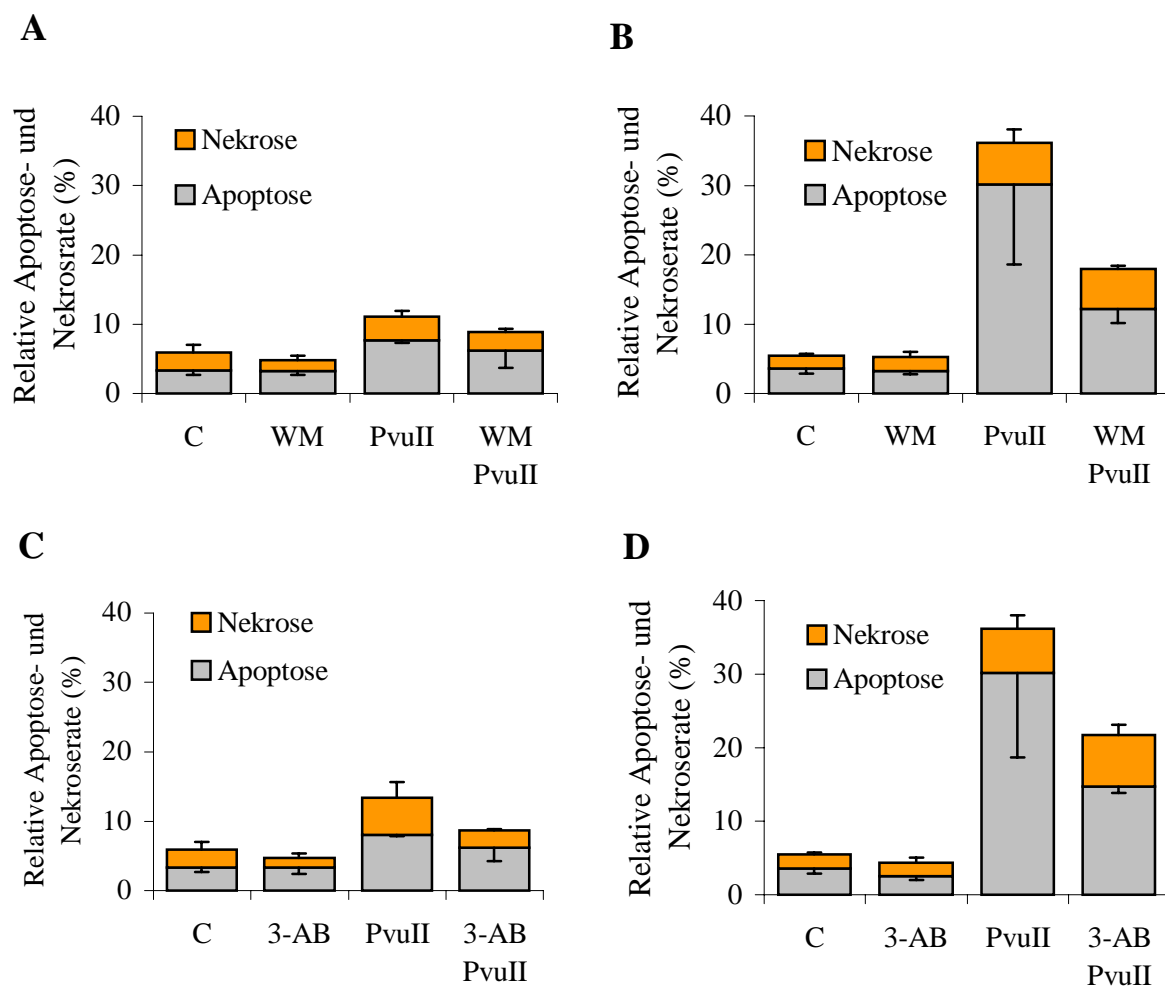 A
Relative Apoptose- und
Nekrosrate (%)
40
30
20
10
0
Nekrose
Apoptose
C
WM
PvuII
WM
PvuII
B
Relative Apoptose- und
Nekroserate (%)
40
30
20
10
0
Nekrose
Apoptose
C
WM
PvuII
WM
PvuII
C
Relative Apoptose- und
Nekroserate (%)
40
30
20
10
0
Nekrose
Apoptose
C
3-AB
PvuII
3-AB
PvuII
D
Relative Apoptose- und
Nekroserate (%)
40
30
20
10
0
Nekrose
Apoptose
C
3-AB
PvuII
3-AB
PvuII